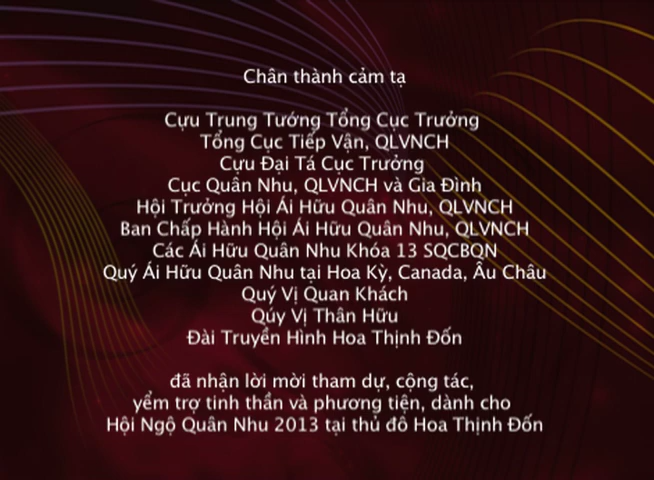 Chân thành cảm tạ
Cựu Trung Tướng Tổng Cục Trưởng
Tổng Cục Tiếp Vận, QLVNCH
Cựu Đại Tá Cục Trưởng
Cục Quân Nhu, QLVNCH và Gia Đình
Hội Trưởng Hội Ái Hữu Quân Nhu, QLVNCH
Ban Chấp Hành Hội Ái Hữu Quân Nhu, QLVNCH
Các Ái Hữu Quân Nhu Khóa 13 SQCBQN
Quý Ái Hữu Quân Nhu tại Hoa Kỳ, Canada, Âu Châu
Quý Vị Quan Khách
Qúy Vị Thân Hữu
Đài Truyền Hình Hoa Thịnh Đốn
đã nhận lời mời tham dự, cộng tác,
yểm trợ tinh thần và phương tiện, dành cho
Hội Ngộ Quân Nhu 2013 tại thủ đô Hoa Thịnh Đốn